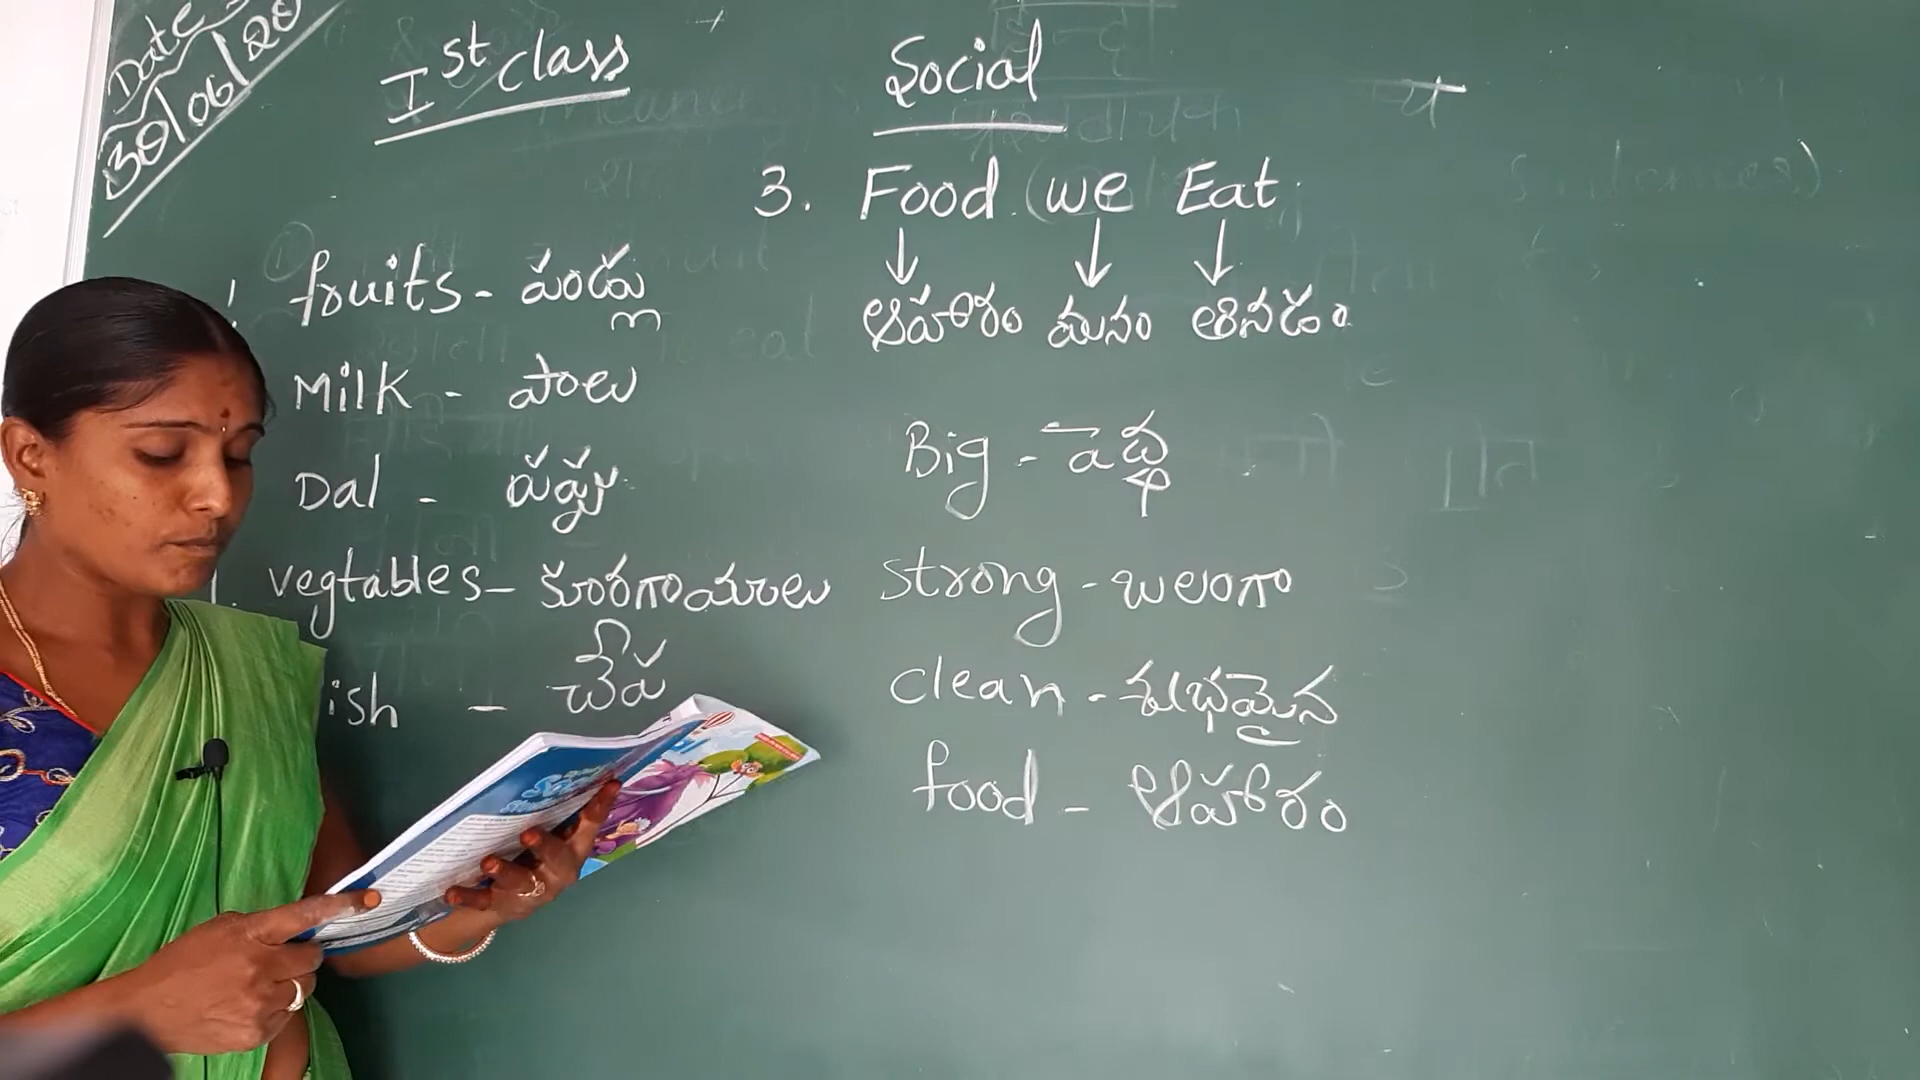 Date
30/06/20
Ist class
Social
3. Food we Eat
ఆహారం మనం తినడం
fruits - పండ్లు
Milk - పాలు
Dal - పప్పు
vegtables - కూరగాయలు
ish - చేప
Big - పెద్ద
Strong - బలంగా
clean - శుభమైన
food - ఆహారం